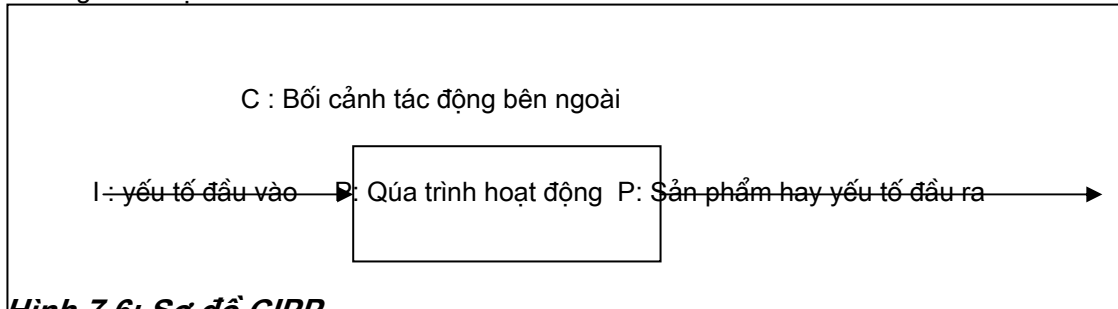 C : Bối cảnh tác động bên ngoài
I : yếu tố đầu vào P: Qúa trình hoạt động P: Sản phẩm hay yếu tố đầu ra
Hình 7.6: Sơ đồ CIPP